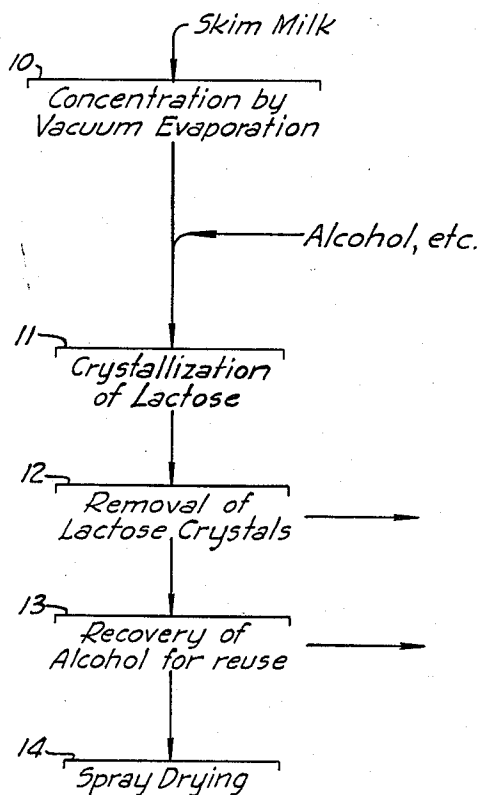 Skim Milk
10
Concentration by
Vacuum Evaporation
Alcohol, etc.
11
Crystallization
of Lactose
12
Removal of
Lactose Crystals
13
Recovery of
Alcohol for reuse
14
Spray Drying